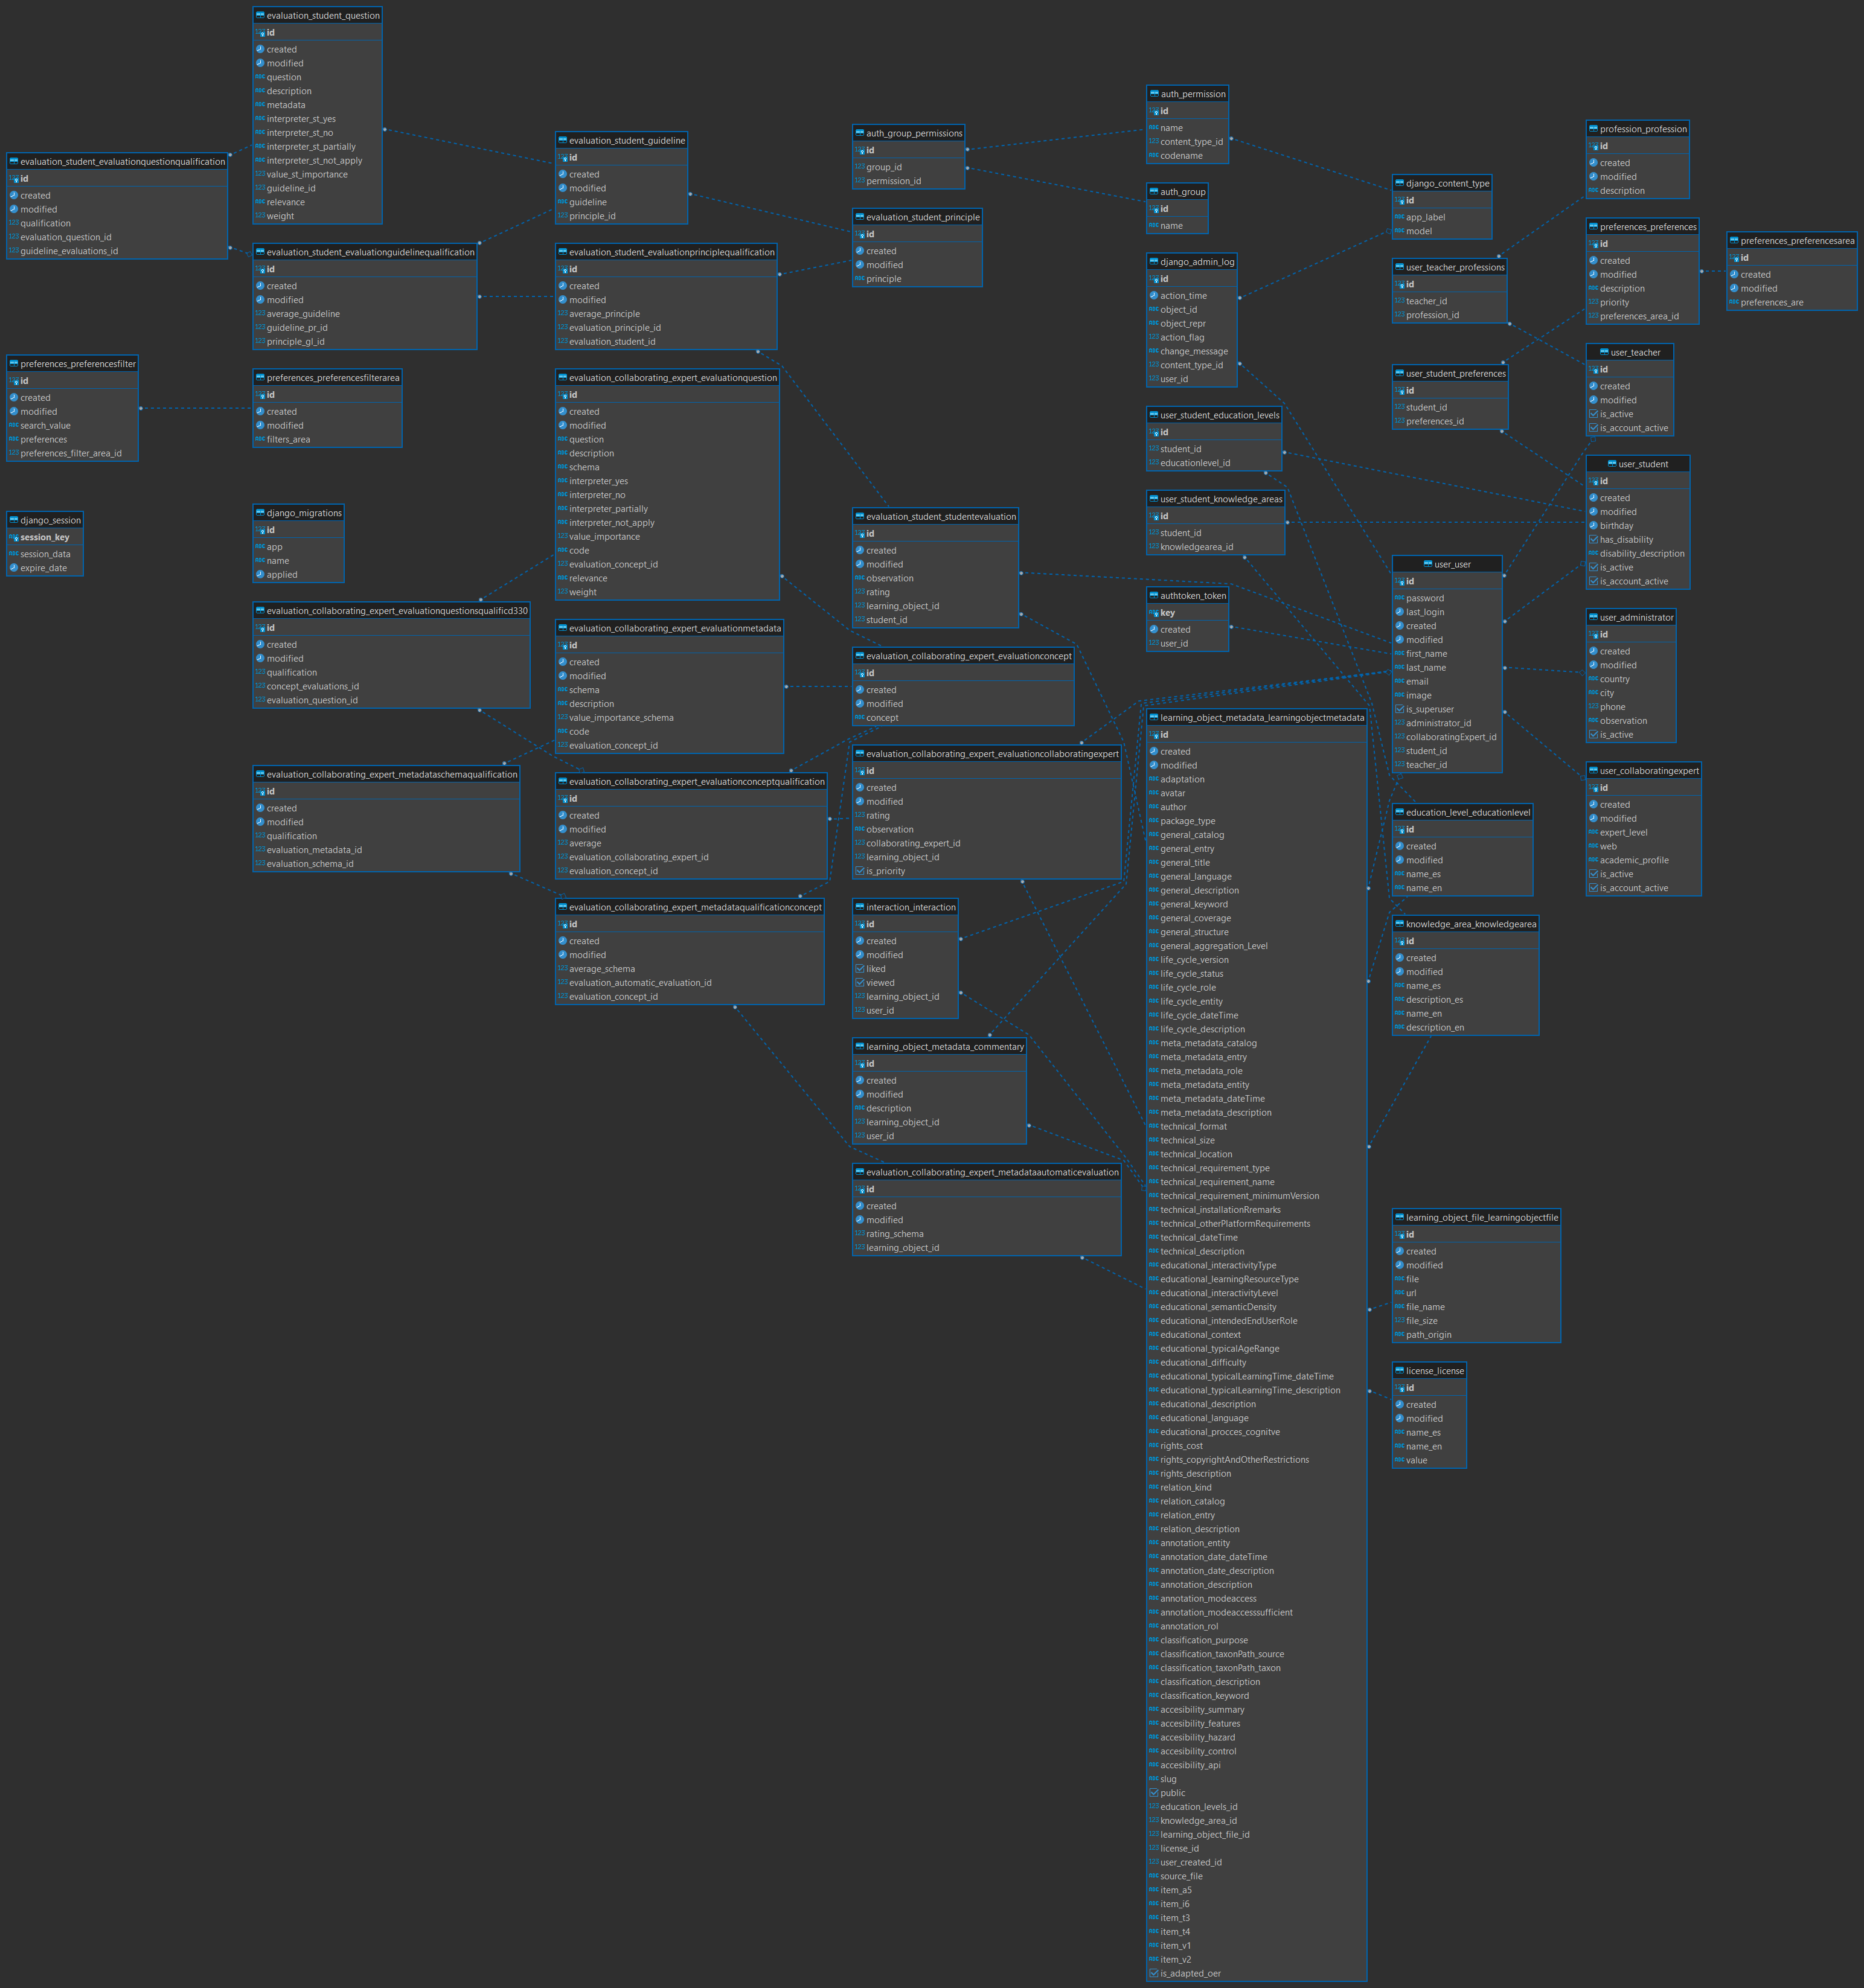 evaluation_student_question
id
created
modified
question
description
metadata
interpreter_st_yes
interpreter_st_no
interpreter_st_partially
interpreter_st_not_apply
value_st_importance
guideline_id
relevance
weight
evaluation_student_evaluationquestionqualification
id
created
modified
qualification
evaluation_question_id
guideline_evaluations_id
evaluation_student_guideline
id
created
modified
guideline
principle_id
evaluation_student_evaluationguidelinequalification
id
created
modified
average_guideline
guideline_pr_id
principle_gl_id
evaluation_student_evaluationprinciplequalification
id
created
modified
average_principle
evaluation_principle_id
evaluation_student_id
auth_group_permissions
id
group_id
permission_id
evaluation_student_principle
id
created
modified
principle
auth_permission
id
name
content_type_id
codename
auth_group
id
name
django_admin_log
id
action_time
object_id
object_repr
action_flag
change_message
content_type_id
user_id
django_content_type
id
app_label
model
user_teacher_professions
id
teacher_id
profession_id
user_student_preferences
id
student_id
preferences_id
profession_profession
id
created
modified
description
preferences_preferences
id
created
modified
description
priority
preferences_area_id
preferences_preferencesarea
id
created
modified
preferences_are
user_teacher
id
created
modified
is_active
is_account_active
user_student
id
created
modified
birthday
has_disability
disability_description
is_active
is_account_active
preferences_preferencesfilter
id
created
modified
search_value
preferences
preferences_filter_area_id
preferences_preferencesfilterarea
id
created
modified
filters_area
django_session
session_key
session_data
expire_date
django_migrations
id
app
name
applied
evaluation_collaborating_expert_evaluationquestion
id
created
modified
question
description
schema
interpreter_yes
interpreter_no
interpreter_partially
interpreter_not_apply
value_importance
code
evaluation_concept_id
relevance
weight
evaluation_collaborating_expert_evaluationquestionsqualificd330
id
created
modified
qualification
concept_evaluations_id
evaluation_question_id
evaluation_collaborating_expert_evaluationmetadata
id
created
modified
schema
description
value_importance_schema
code
evaluation_concept_id
evaluation_collaborating_expert_metadataschemaqualification
id
created
modified
qualification
evaluation_metadata_id
evaluation_schema_id
evaluation_collaborating_expert_evaluationconceptqualification
id
created
modified
average
evaluation_collaborating_expert_id
evaluation_concept_id
evaluation_collaborating_expert_metadataqualificationconcept
id
created
modified
average_schema
evaluation_automatic_evaluation_id
evaluation_concept_id
evaluation_student_studentevaluation
id
created
modified
observation
rating
learning_object_id
student_id
evaluation_collaborating_expert_evaluationconcept
id
created
modified
concept
evaluation_collaborating_expert_evaluationcollaboratingexpert
id
created
modified
rating
observation
collaborating_expert_id
learning_object_id
is_priority
interaction_interaction
id
created
modified
liked
viewed
learning_object_id
user_id
learning_object_metadata_commentary
id
created
modified
description
learning_object_id
user_id
evaluation_collaborating_expert_metadataautomaticevaluation
id
created
modified
rating_schema
learning_object_id
user_student_education_levels
id
student_id
educationlevel_id
user_student_knowledge_areas
id
student_id
knowledgearea_id
authtoken_token
key
created
user_id
learning_object_metadata_learningobjectmetadata
id
created
modified
adaptation
avatar
author
package_type
general_catalog
general_entry
general_title
general_language
general_description
general_keyword
general_coverage
general_structure
general_aggregation_Level
life_cycle_version
life_cycle_status
life_cycle_role
life_cycle_entity
life_cycle_dateTime
life_cycle_description
meta_metadata_catalog
meta_metadata_entry
meta_metadata_role
meta_metadata_entity
meta_metadata_dateTime
meta_metadata_description
technical_format
technical_size
technical_location
technical_requirement_type
technical_requirement_name
technical_requirement_minimumVersion
technical_installationRremarks
technical_otherPlatformRequirements
technical_dateTime
technical_description
educational_interactivityType
educational_learningResourceType
educational_interactivityLevel
educational_semanticDensity
educational_intendedEndUserRole
educational_context
educational_typicalAgeRange
educational_difficulty
educational_typicalLearningTime_dateTime
educational_typicalLearningTime_description
educational_description
educational_language
educational_procces_cognitve
rights_cost
rights_copyrightAndOtherRestrictions
rights_description
relation_kind
relation_catalog
relation_entry
relation_description
annotation_entity
annotation_date_dateTime
annotation_date_description
annotation_description
annotation_modeaccess
annotation_modeaccesssufficient
annotation_rol
classification_purpose
classification_taxonPath_source
classification_taxonPath_taxon
classification_description
classification_keyword
accesibility_summary
accesibility_features
accesibility_hazard
accesibility_control
accesibility_api
slug
public
education_levels_id
knowledge_area_id
learning_object_file_id
license_id
user_created_id
source_file
item_a5
item_i6
item_t3
item_t4
item_v1
item_v2
is_adapted_oer
user_user
id
password
last_login
created
modified
first_name
last_name
email
image
is_superuser
administrator_id
collaboratingExpert_id
student_id
teacher_id
user_administrator
id
created
modified
country
city
phone
observation
is_active
user_collaboratingexpert
id
created
modified
expert_level
web
academic_profile
is_active
is_account_active
education_level_educationlevel
id
created
modified
name_es
name_en
knowledge_area_knowledgearea
id
created
modified
name_es
description_es
name_en
description_en
learning_object_file_learningobjectfile
id
created
modified
file
url
file_name
file_size
path_origin
license_license
id
created
modified
name_es
name_en
value